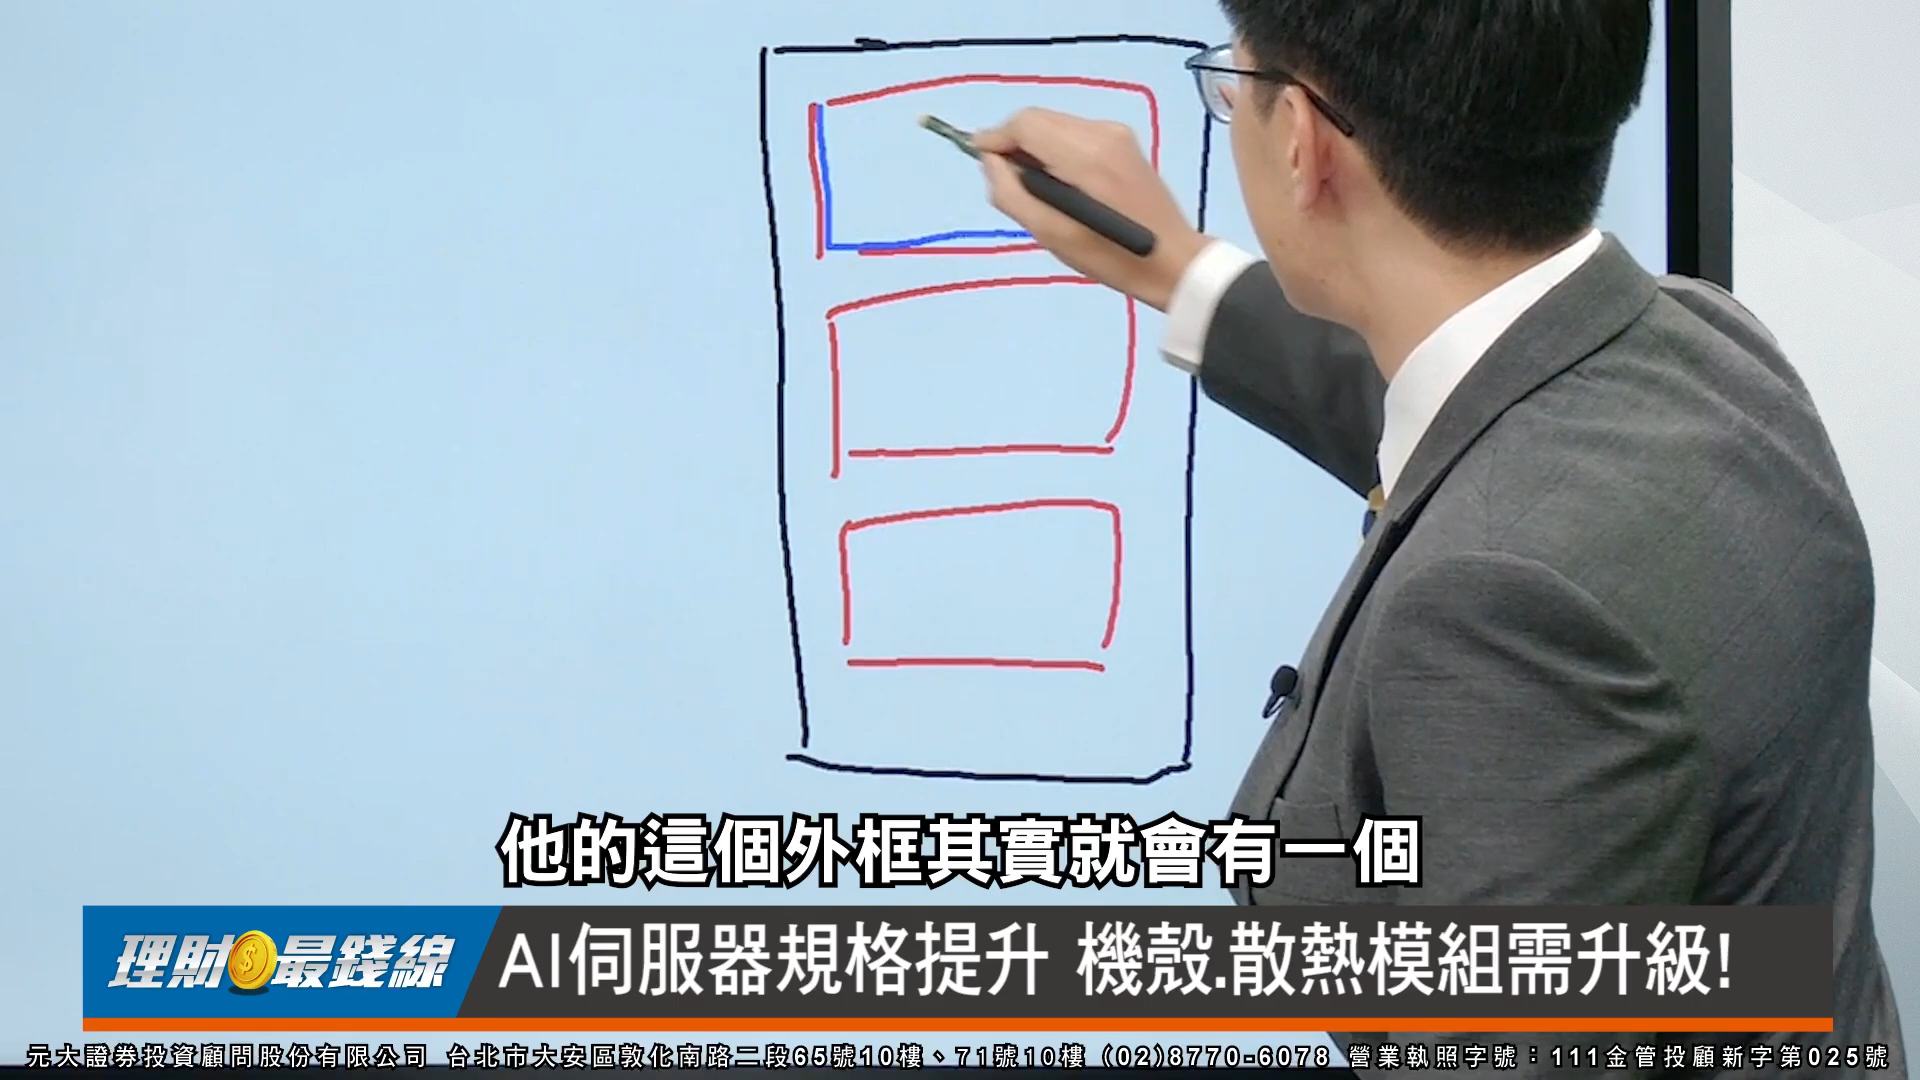 他的這個外框其實就會有一個
理財最錢線
AI伺服器規格提升 機殼.散熱模組需升級!
元大證券投資顧問股份有限公司 台北市大安區敦化南路二段65號10樓、71號10樓 (02)8770-6078 營業執照字號：111金管投顧新字第025號